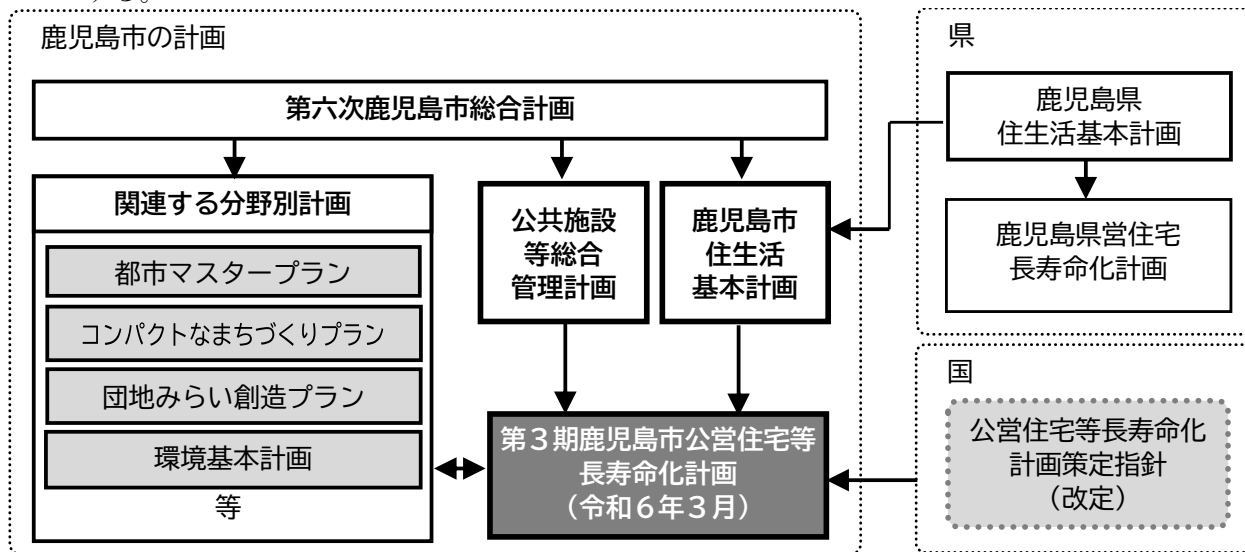 する。
鹿児島市の計画
第六次鹿児島市総合計画
関連する分野別計画
都市マスタープラン
コンパクトなまちづくりプラン
団地みらい創造プラン
環境基本計画
等
公共施設
等総合
管理計画
鹿児島市
住生活
基本計画
第3期鹿児島市公営住宅等
長寿命化計画
（令和6年3月）
県
鹿児島県
住生活基本計画
鹿児島県営住宅
長寿命化計画
国
公営住宅等長寿命化
計画策定指針
（改定）